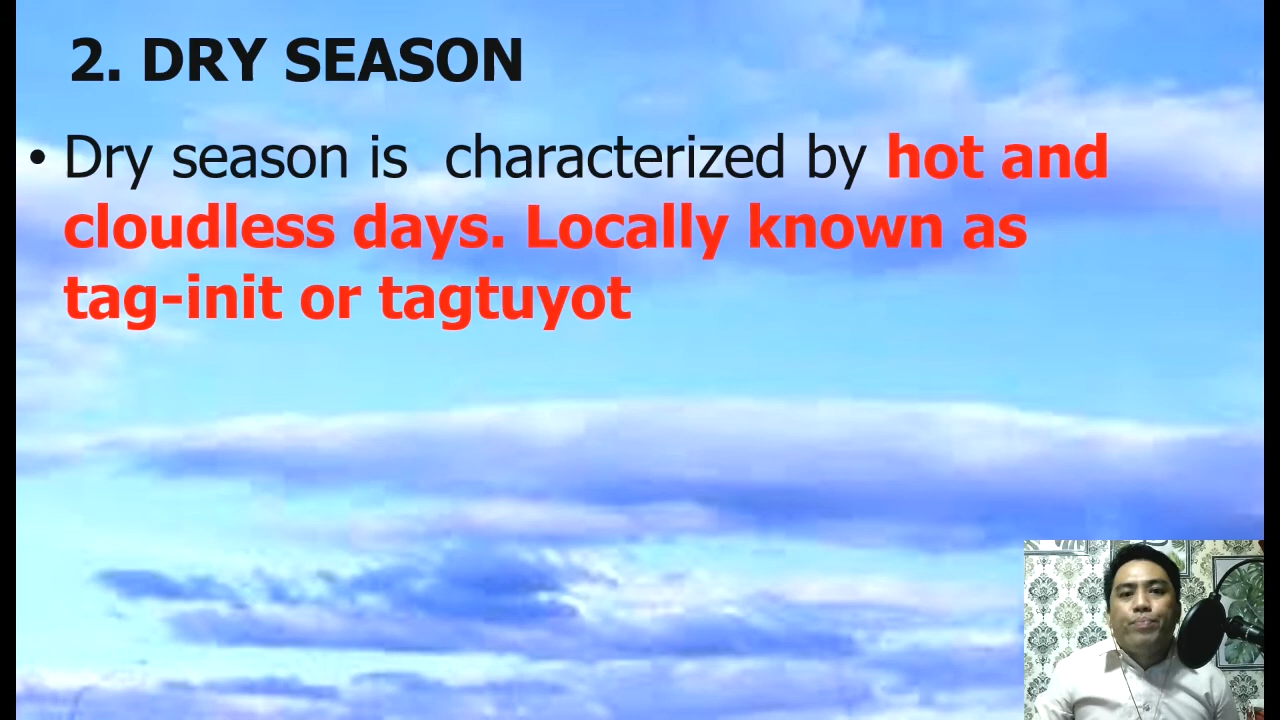 2. DRY SEASON
• Dry season is  characterized by hot and
cloudless days. Locally known as
tag-init or tagtuyot